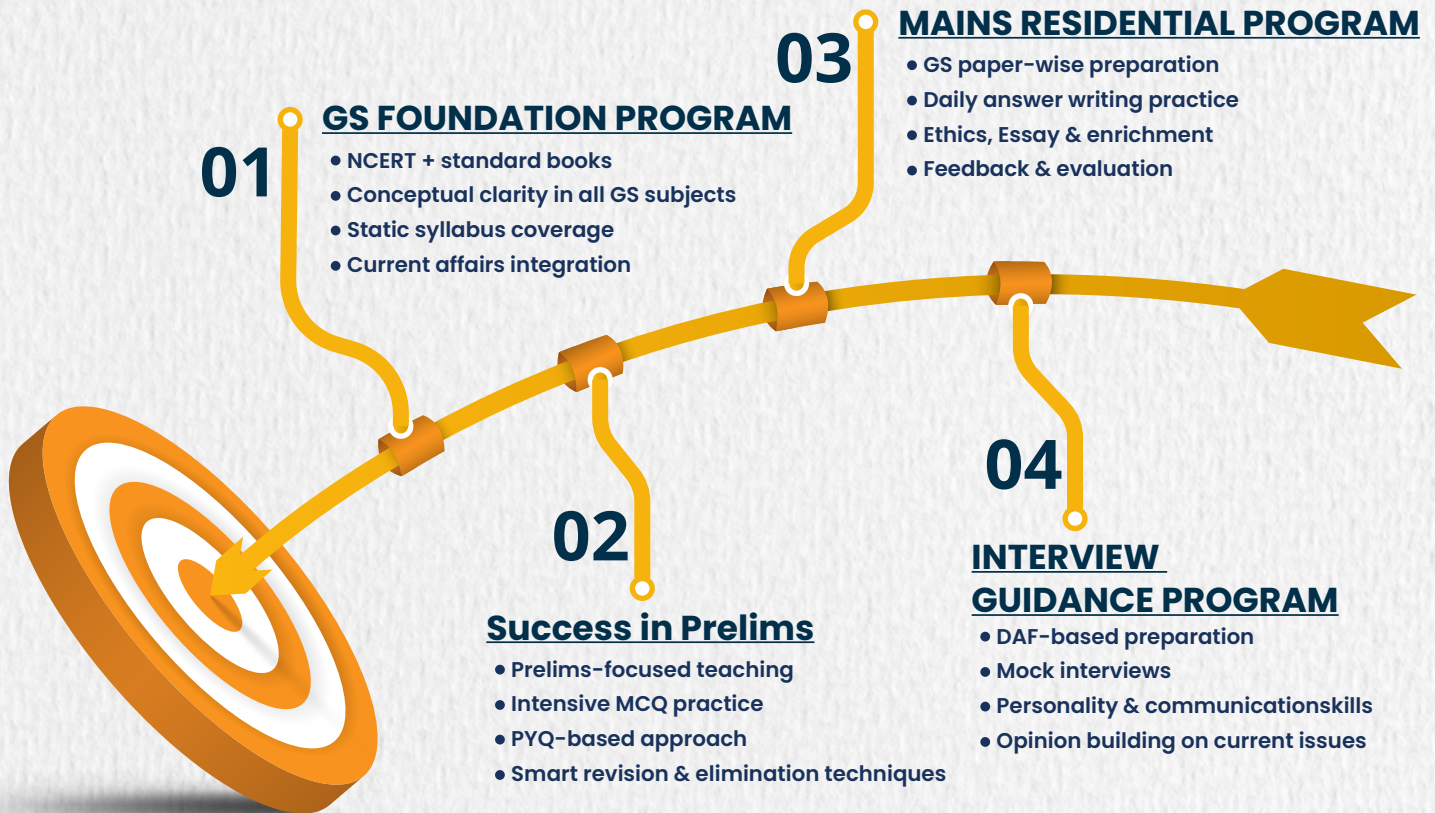 01
GS FOUNDATION PROGRAM
NCERT + standard books
Conceptual clarity in all GS subjects
Static syllabus coverage
Current affairs integration
02
Success in Prelims
Prelims-focused teaching
Intensive MCQ practice
PYQ-based approach
Smart revision & elimination techniques
03
MAINS RESIDENTIAL PROGRAM
GS paper-wise preparation
Daily answer writing practice
Ethics, Essay & enrichment
Feedback & evaluation
04
INTERVIEW
GUIDANCE PROGRAM
DAF-based preparation
Mock interviews
Personality & communicationskills
Opinion building on current issues